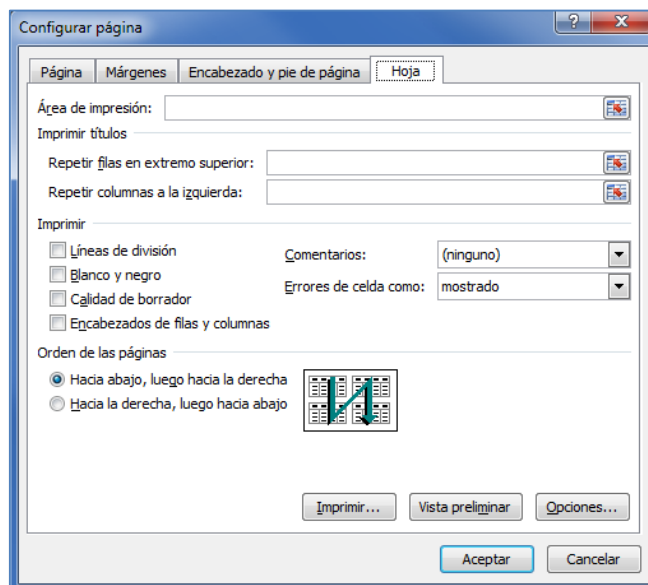 Configurar página
Página Márgenes Encabezado y pie de página Hoja
Área de impresión:
Imprimir títulos
Repetir filas en extremo superior:
Repetir columnas a la izquierda:
Imprimir
Líneas de división
Blanco y negro
Calidad de borrador
Encabezados de filas y columnas
Comentarios: (ninguno)
Errores de celda como: mostrado
Orden de las páginas
Hacia abajo, luego hacia la derecha
Hacia la derecha, luego hacia abajo
Imprimir... Vista preliminar Opciones...
Aceptar Cancelar